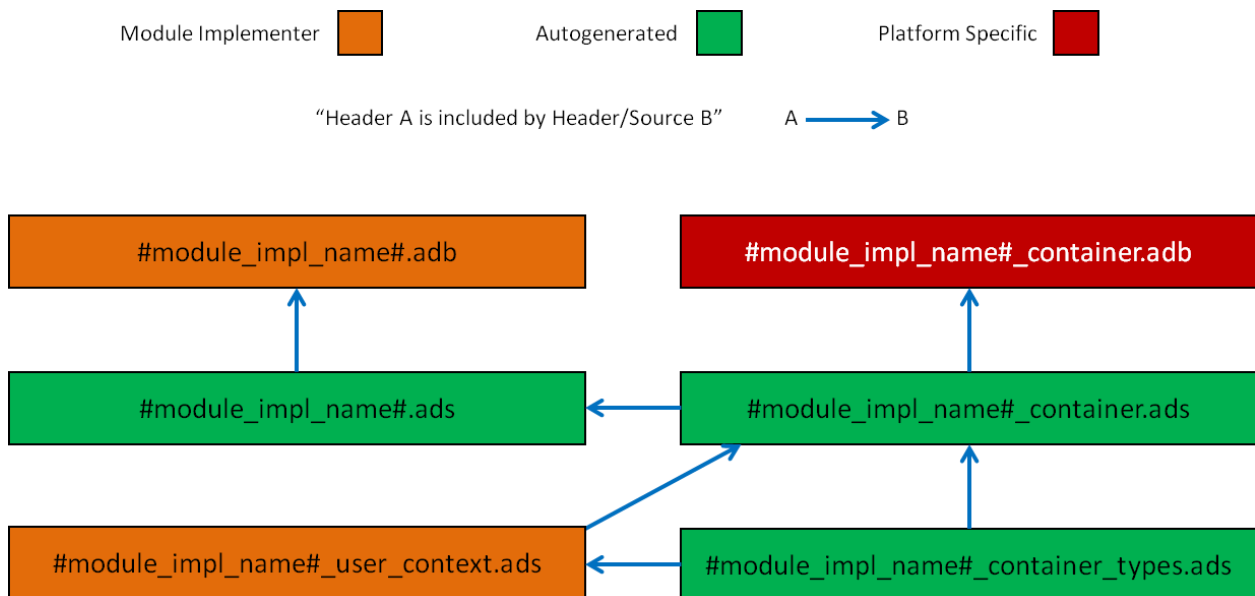 Module Implementer Autogenerated Platform Specific
“Header A is included by Header/Source B” A B
#module_impl_name#.adb #module_impl_name#_container.adb
#module_impl_name#.ads #module_impl_name#_container.ads
#module_impl_name#_user_context.ads #module_impl_name#_container_types.ads